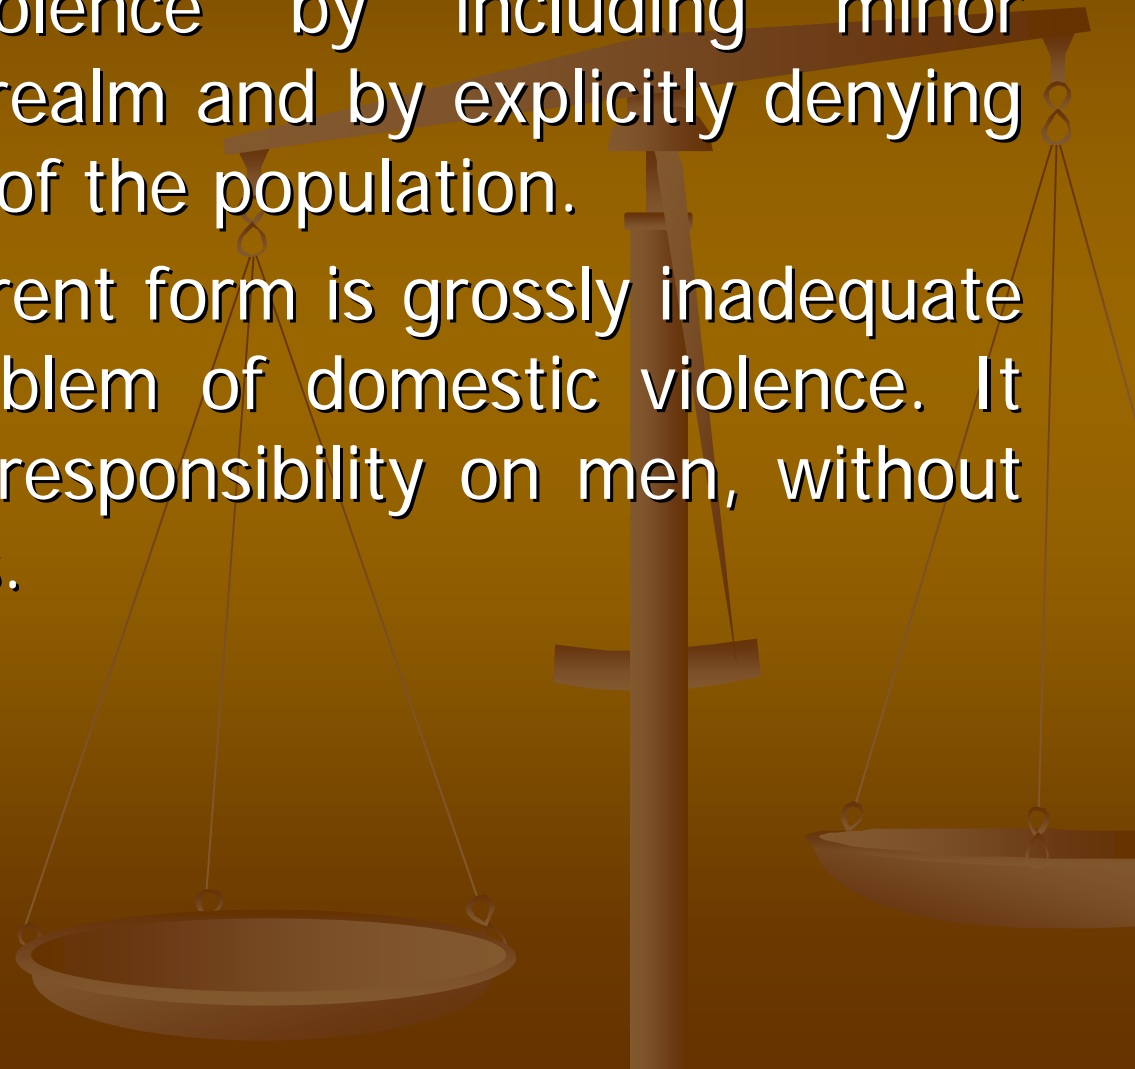 olence by including minor
realm and by explicitly denying
of the population.
rent form is grossly inadequate
blem of domestic violence. It
responsibility on men, without
s.